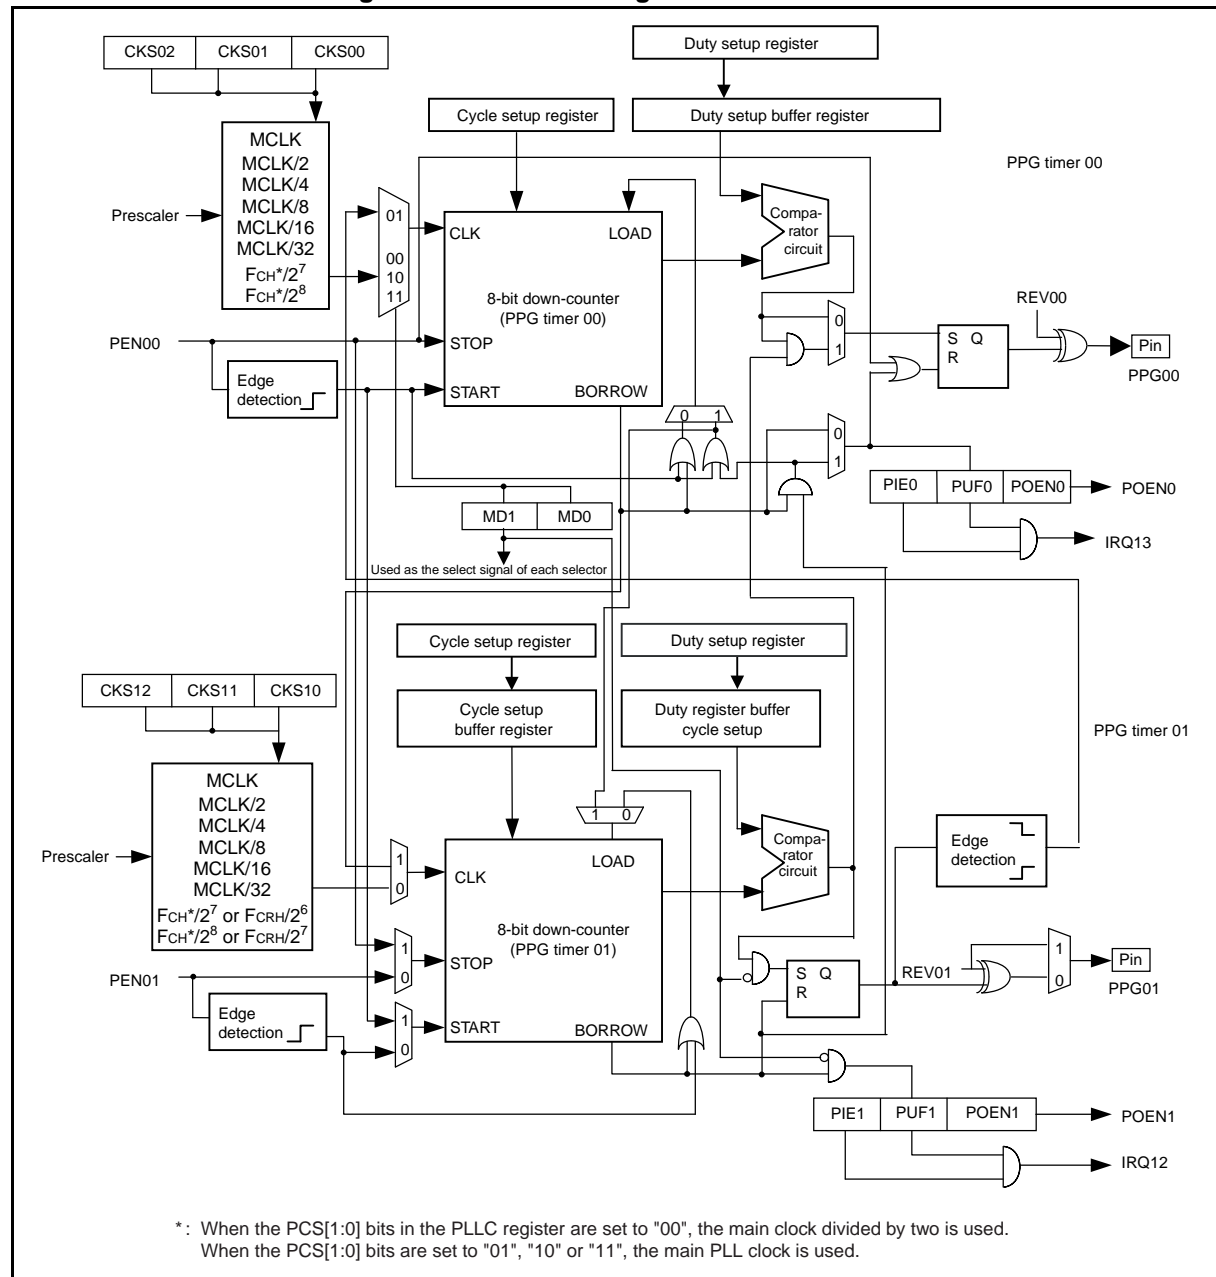 CKS02 CKS01 CKS00
Duty setup register
Cycle setup register
Duty setup buffer register
PPG timer 00
MCLK
MCLK/2
MCLK/4
MCLK/8
MCLK/16
MCLK/32
FCH*/2⁷
FCH*/2⁸
Prescaler
01
00
10
11
CLK
LOAD
8-bit down-counter
(PPG timer 00)
STOP
START
BORROW
Compa-
rator
circuit
PEN00
Edge
detection
0
1
S Q
R
REV00
Pin
PPG00
0 1
0
1
PIE0 PUF0 POEN0
POEN0
IRQ13
MD1 MD0
Used as the select signal of each selector
Cycle setup register
Duty setup register
CKS12 CKS11 CKS10
Cycle setup
buffer register
Duty register buffer
cycle setup
PPG timer 01
MCLK
MCLK/2
MCLK/4
MCLK/8
MCLK/16
MCLK/32
FCH*/2⁷ or FCRH/2⁶
FCH*/2⁸ or FCRH/2⁷
Prescaler
1 0
1
0
CLK
LOAD
8-bit down-counter
(PPG timer 01)
STOP
START
BORROW
Compa-
rator
circuit
Edge
detection
PEN01
1
0
Edge
detection
1
0
S Q
R
REV01
1
0
Pin
PPG01
PIE1 PUF1 POEN1
POEN1
IRQ12
*: When the PCS[1:0] bits in the PLLC register are set to "00", the main clock divided by two is used.
When the PCS[1:0] bits are set to "01", "10" or "11", the main PLL clock is used.